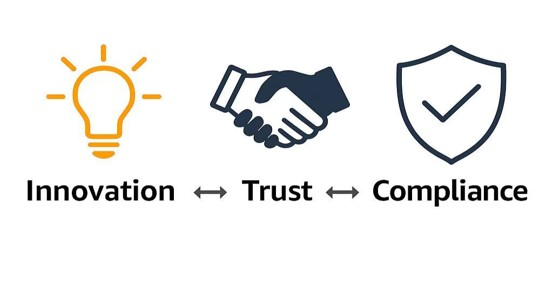 Innovation ↔ Trust ↔ Compliance